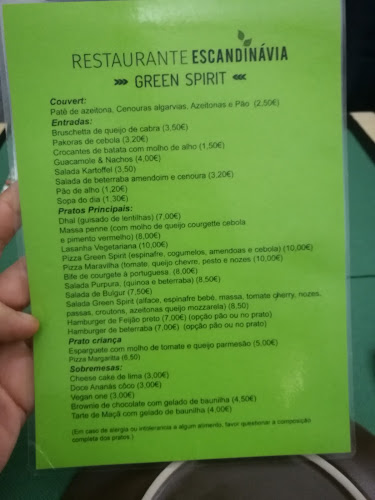 RESTAURANTE ESCANDINÁVIA
GREEN SPIRIT
Couvert:
Patê de azeitona, Cenouras algarvias, Azeitonas e Pão (2,50€)
Entradas:
Bruschetta de queijo de cabra (3,50€)
Pakoras de cebola (3,20€)
Crocantes de batata com molho de alho (1,50€)
Guacamole & Nachos (4,00€)
Salada Kartoffel (3,50)
Salada de beterraba amendoim e cenoura (3,20€)
Pão de alho (1,20€)
Sopa do dia (1,30€)
Pratos Principais:
Dhal (guisado de lentilhas) (7,00€)
Massa penne (com molho de queijo courgette cebola
e pimento vermelho) (8,00€)
Lasanha Vegetariana (10,00€)
Pizza Green Spirit (espinafre, cogumelos, amendoas e cebola) (10,00€)
Pizza Maravilha (tomate, queijo chevre, pesto e nozes (10,00€)
Bife de courgete à portuguesa. (8,00€)
Salada Purpura, (quinoa e beterraba) (8,50€)
Salada de Bulgur (7,50€)
Salada Green Spirit (alface, espinafre bebé, massa, tomate cherry, nozes,
passas, croutons, azeitonas queijo mozzarela) (8,50)
Hamburger de Feijão preto (7,00€) (opção pão ou no prato)
Hamburger de beterraba (7,00€) (opção pão ou no prato)
Prato criança
Esparguete com molho de tomate e queijo parmesão (5,00€)
Pizza Margaritta (6,50)
Sobremesas:
Cheese cake de lima (3,00€)
Doce Ananás côco (3,00€)
Vegan one (3,00€)
Brownie de chocolate com gelado de baunilha (4,50€)
Tarte de Maçã com gelado de baunilha (4,00€)
(Em caso de alergia ou intolerancia a algum alimento, favor questionar a composição
completa dos pratos.)